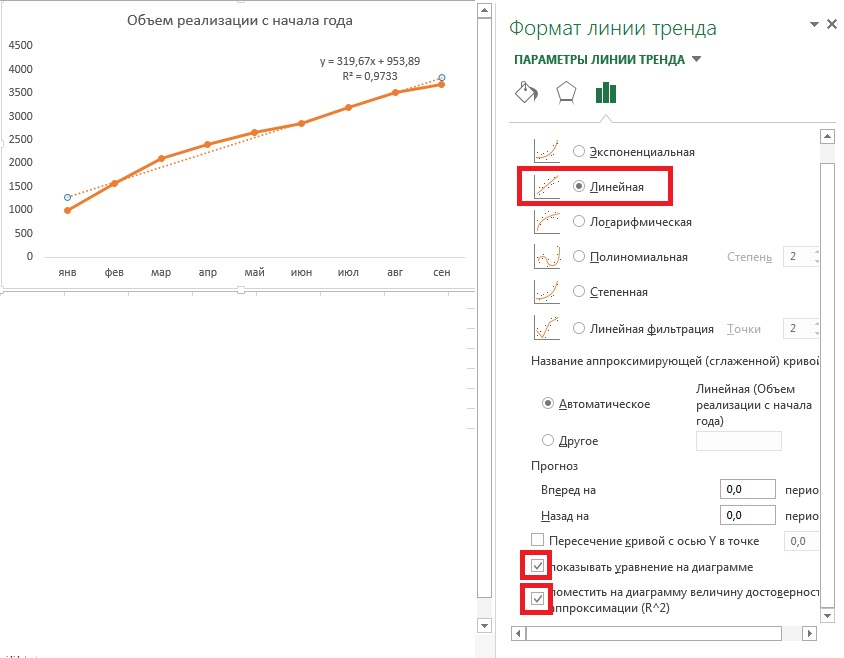 Объем реализации с начала года
4500
4000
3500
3000
2500
2000
1500
1000
500
0
y = 319,67x + 953,89
R² = 0,9733
янв фев мар апр май июн июл авг сен
Формат линии тренда
ПАРАМЕТРЫ ЛИНИИ ТРЕНДА
Экспоненциальная
Линейная
Логарифмическая
Полиномиальная Степень 2
Степенная
Линейная фильтрация Точки 2
Название аппроксимирующей (сглаженной) кривой
Автоматическое
Линейная (Объем
реализации с начала
года)
Другое
Прогноз
Вперед на 0,0 перио
Назад на 0,0 перио
Пересечение кривой с осью Y в точке 0,0
показывать уравнение на диаграмме
поместить на диаграмму величину достоверност
аппроксимации (R^2)